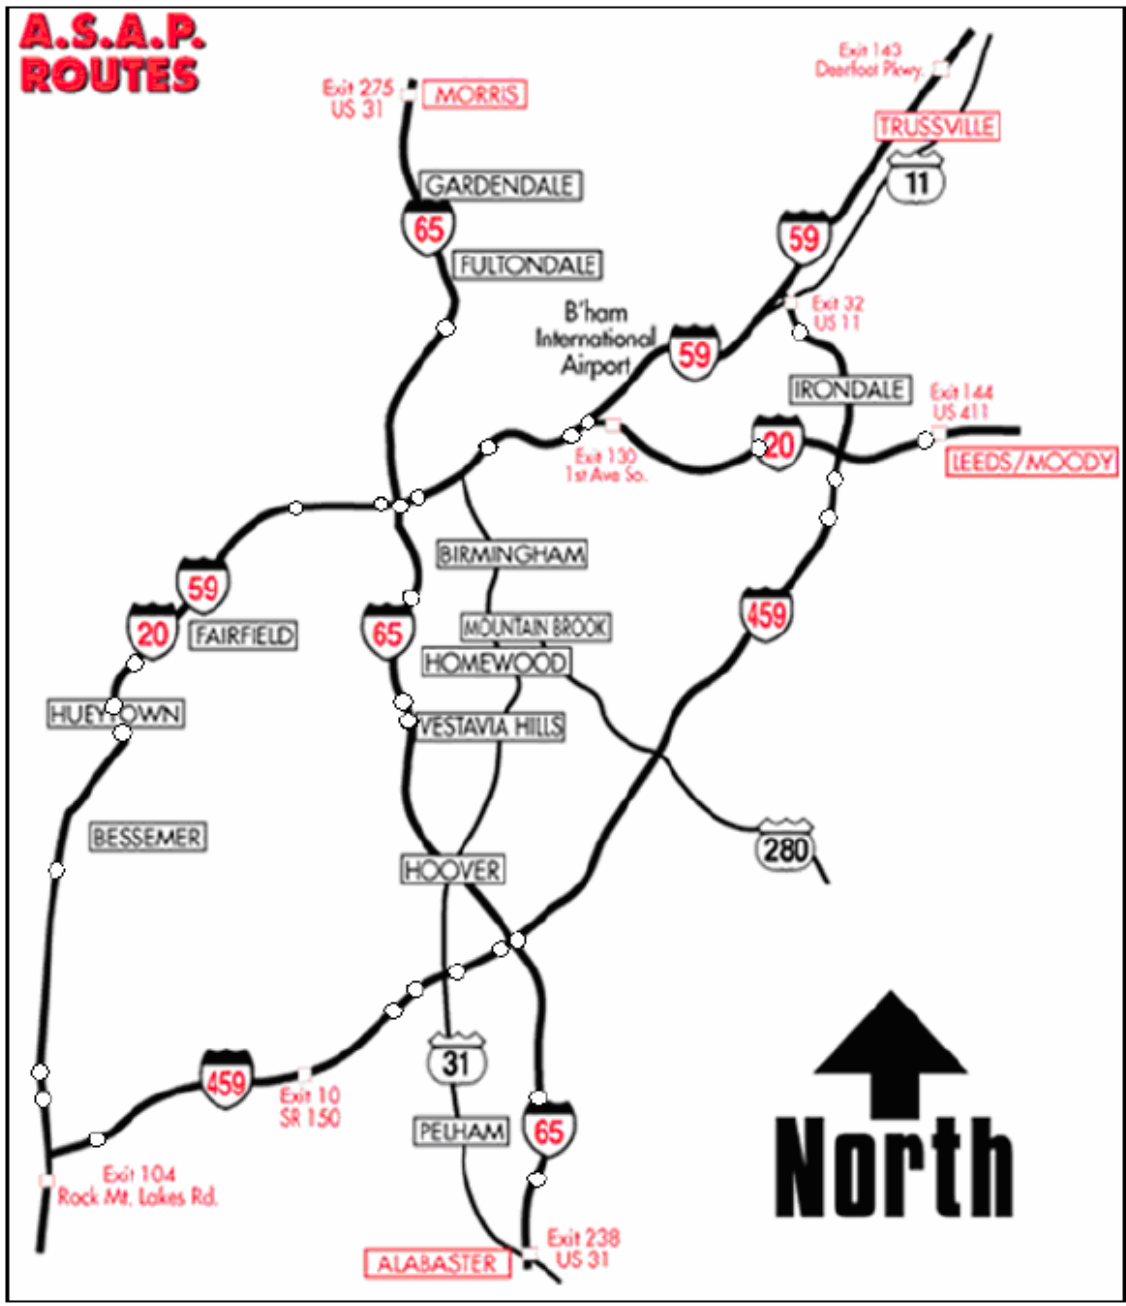 A.S.A.P.
ROUTES
Exit 143
Deerfoot Pkwy.
Exit 275
US 31
MORRIS
TRUSSVILLE
11
GARDENDALE
65
59
FULTONDALE
B'ham
International
Airport
Exit 32
US 11
59
IRONDALE
Exit 144
US 411
20
LEEDS/MOODY
Exit 130
1st Ave So.
BIRMINGHAM
59
20
FAIRFIELD
65
459
MOUNTAIN BROOK
HOMEWOOD
HUEYTOWN
VESTAVIA HILLS
BESSEMER
HOOVER
280
31
459
Exit 10
SR 150
PELHAM
65
North
Exit 104
Rock Mt. Lakes Rd.
Exit 238
US 31
ALABASTER